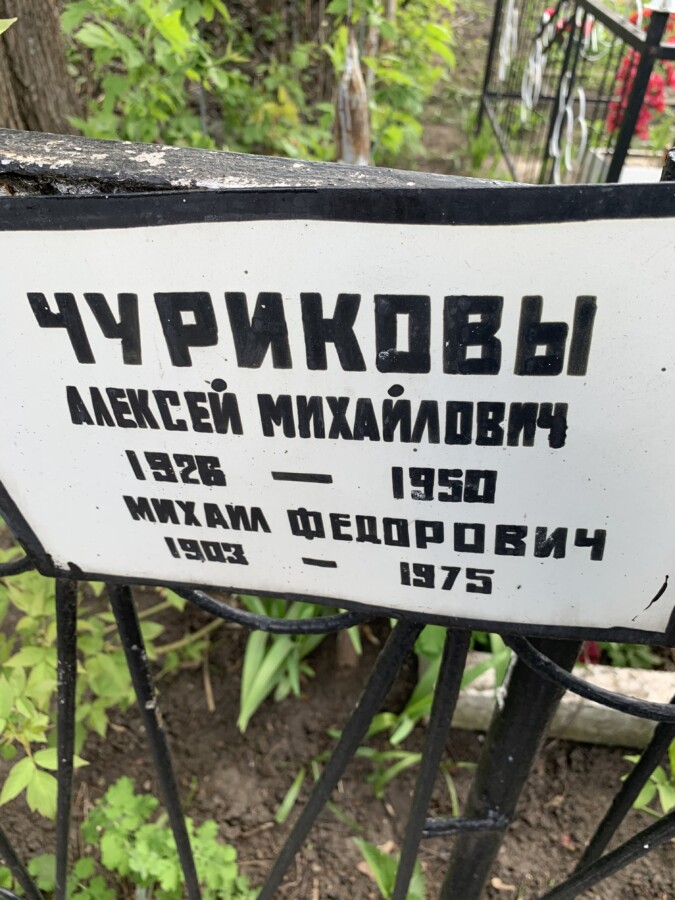 ЧУРИКОВЫ
АЛЕКСЕЙ МИХАЙЛОВИЧ
1926 — 1950
МИХАИЛ ФЕДОРОВИЧ
1903 – 1975